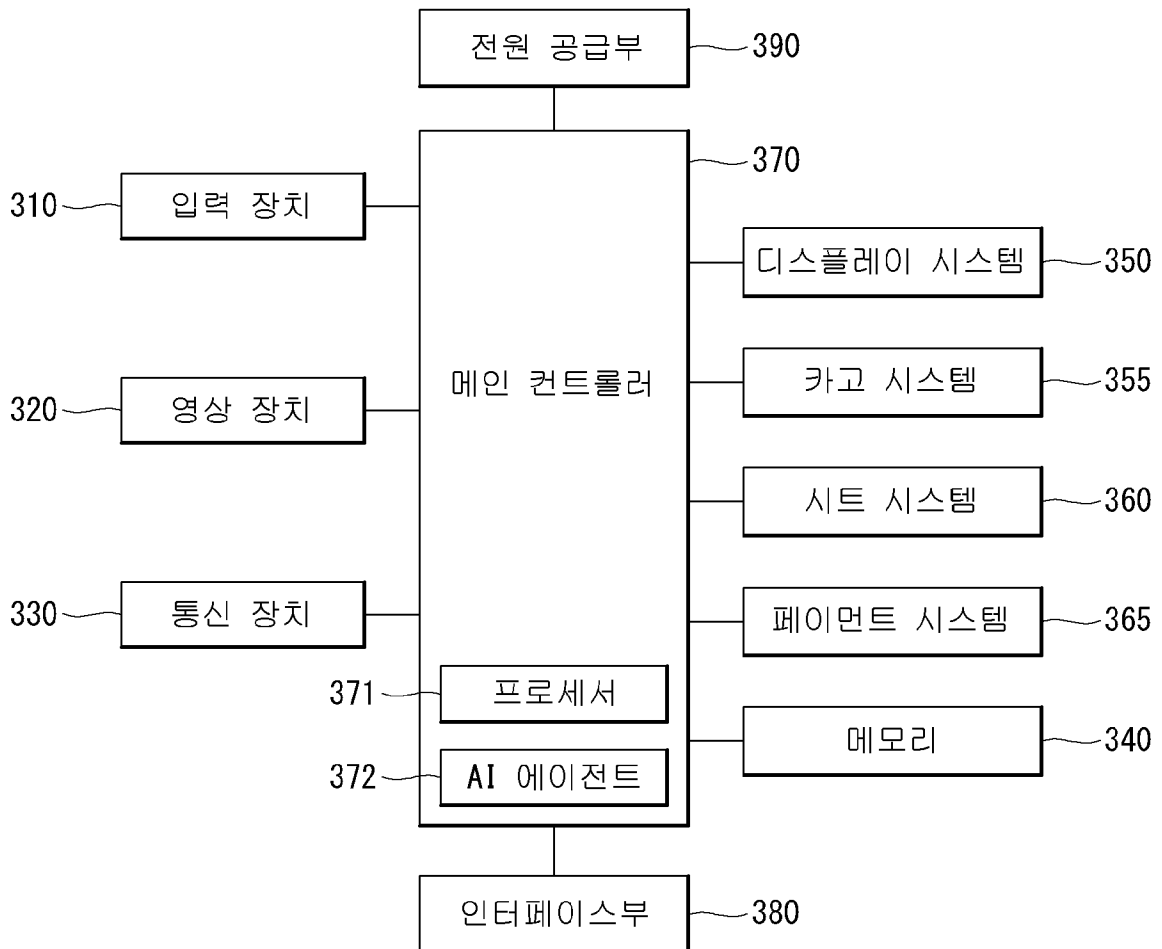 전원 공급부
390
370
310
입력 장치
디스플레이 시스템
350
320
영상 장치
메인 컨트롤러
카고 시스템
355
시트 시스템
360
330
통신 장치
페이먼트 시스템
365
371
프로세서
메모리
340
372
AI 에이전트
인터페이스부
380